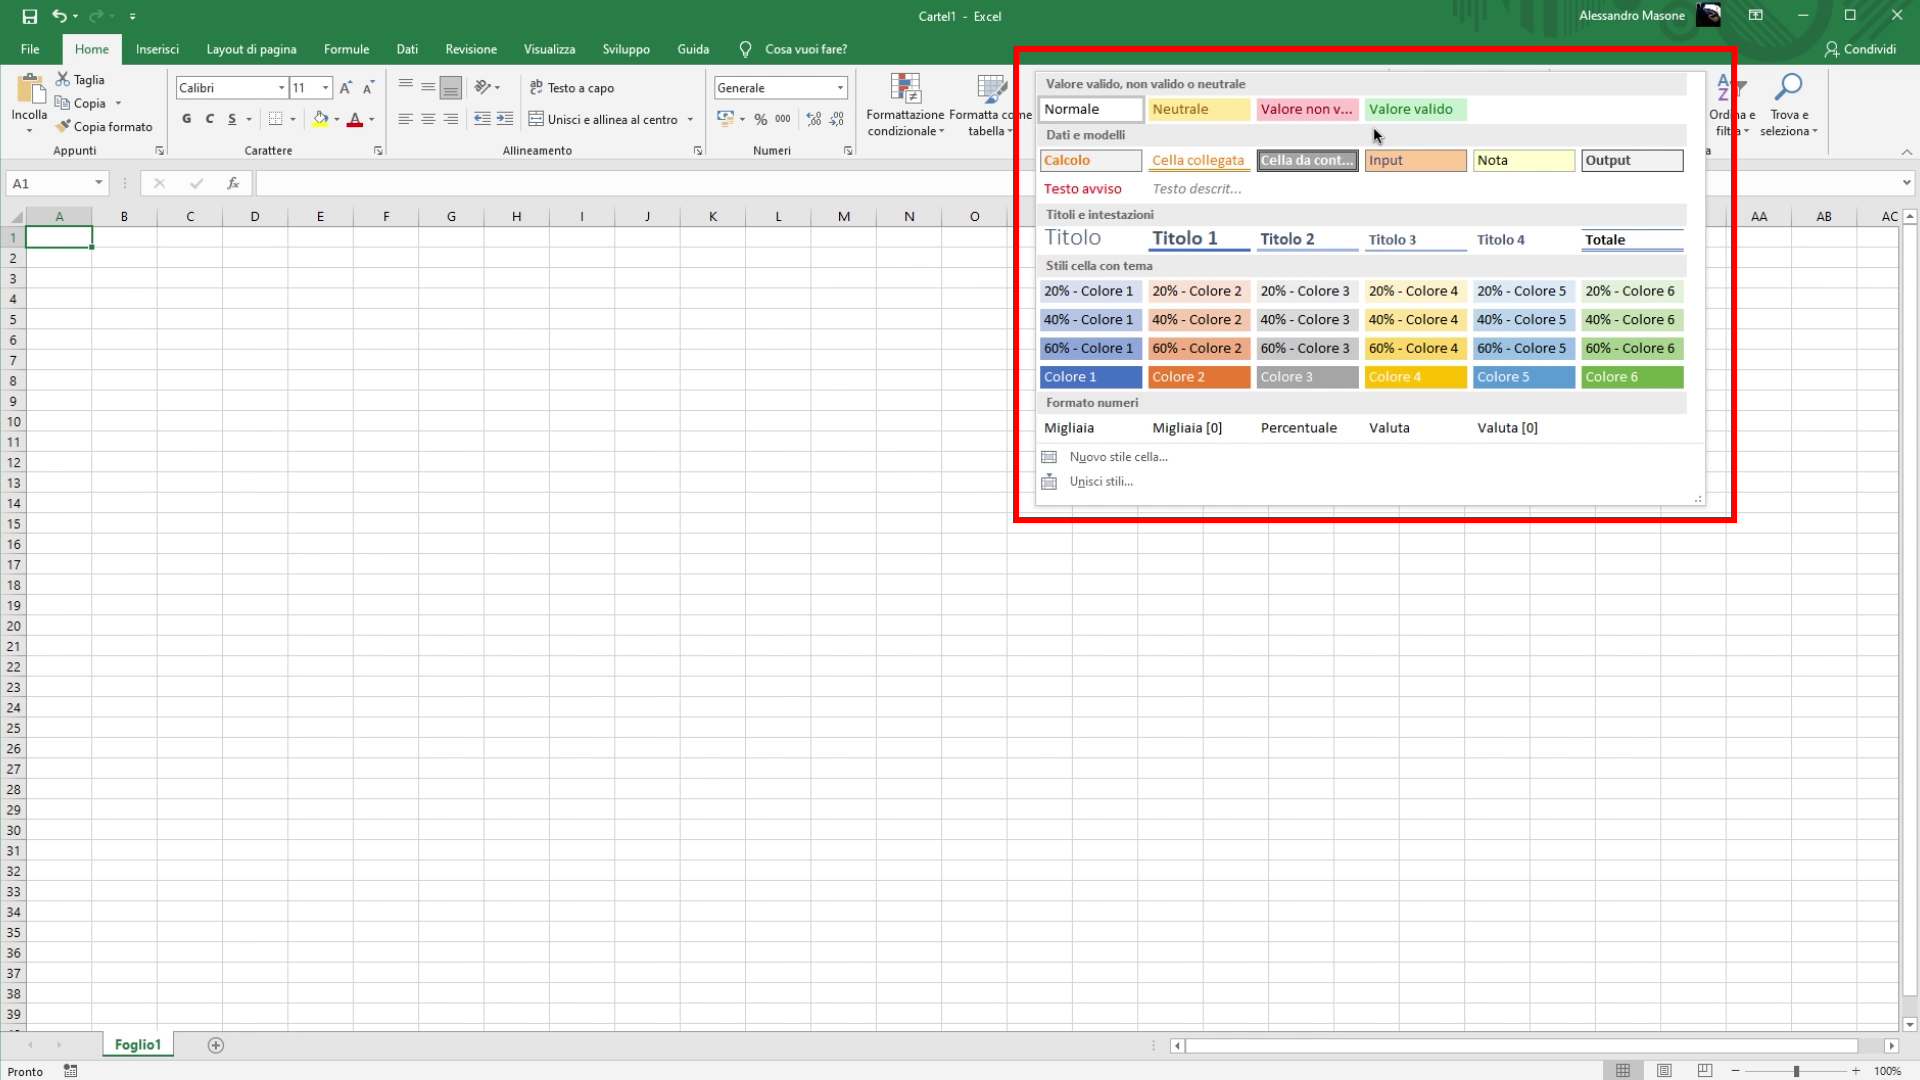 Cartel1 - Excel
Alessandro Masone
File Home Inserisci Layout di pagina Formule Dati Revisione Visualizza Sviluppo Guida Cosa vuoi fare?
Condividi
Incolla
Taglia
Copia
Copia formato
Appunti
Calibri 11
G C S
Carattere
Testo a capo
Unisci e allinea al centro
Allineamento
Generale
% 000
Numeri
Formattazione condizionale
Formatta come tabella
Ordina e filtra
Trova e seleziona
Valore valido, non valido o neutrale
Normale Neutrale Valore non v... Valore valido
Dati e modelli
Calcolo Cella collegata Cella da cont... Input Nota Output
Testo avviso Testo descrit...
Titoli e intestazioni
Titolo Titolo 1 Titolo 2 Titolo 3 Titolo 4 Totale
Stili cella con tema
20% - Colore 1 20% - Colore 2 20% - Colore 3 20% - Colore 4 20% - Colore 5 20% - Colore 6
40% - Colore 1 40% - Colore 2 40% - Colore 3 40% - Colore 4 40% - Colore 5 40% - Colore 6
60% - Colore 1 60% - Colore 2 60% - Colore 3 60% - Colore 4 60% - Colore 5 60% - Colore 6
Colore 1 Colore 2 Colore 3 Colore 4 Colore 5 Colore 6
Formato numeri
Migliaia Migliaia [0] Percentuale Valuta Valuta [0]
Nuovo stile cella...
Unisci stili...
A1
fx
A B C D E F G H I J K L M N O AA AB AC
1
2
3
4
5
6
7
8
9
10
11
12
13
14
15
16
17
18
19
20
21
22
23
24
25
26
27
28
29
30
31
32
33
34
35
36
37
38
39
Foglio1
Pronto
100%